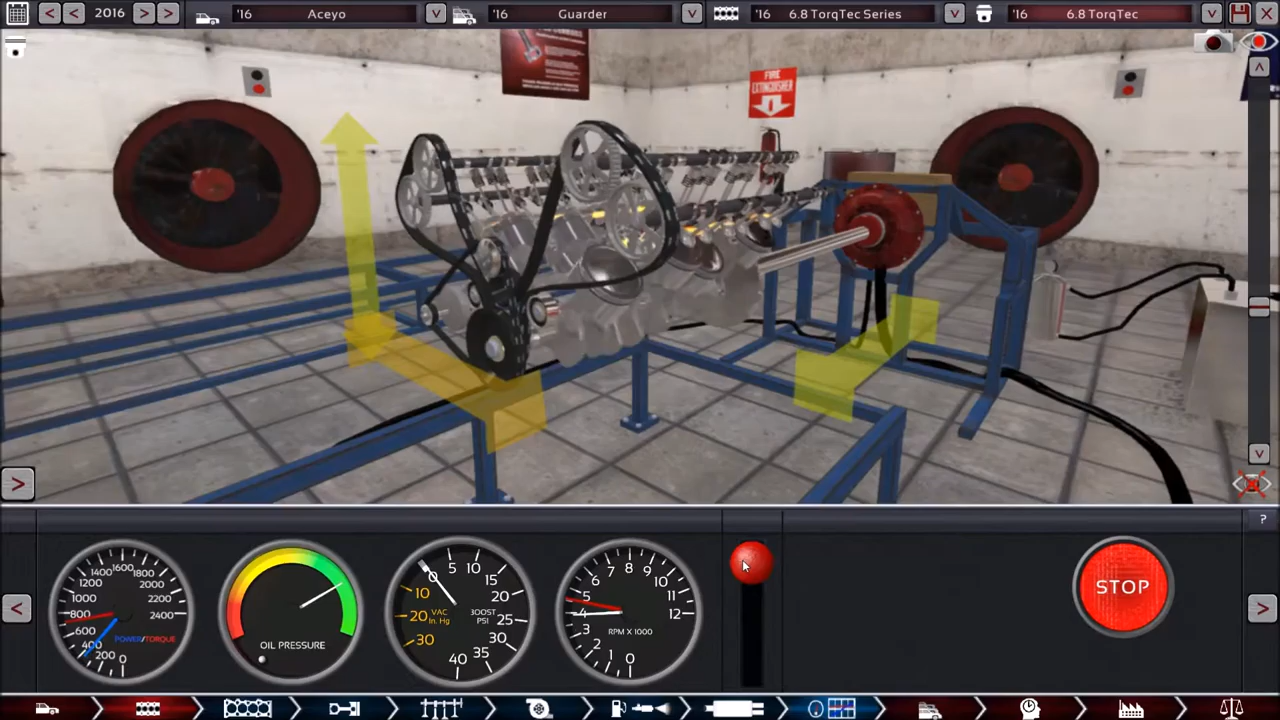 2016
'16 Aceyo
'16 Guarder
'16 6.8 TorqTec Series
'16 6.8 TorqTec
FIRE
EXTINGUISHER
?
0 200 400 600 800 1000 1200 1400 1600 1800 2000 2200 2400
POWER/TORQUE
OIL PRESSURE
30 20 10 0 5 10 15 20 25 30 35 40
VAC
In. Hg
BOOST
PSI
0 1 2 3 4 5 6 7 8 9 10 11 12
RPM X 1000
STOP